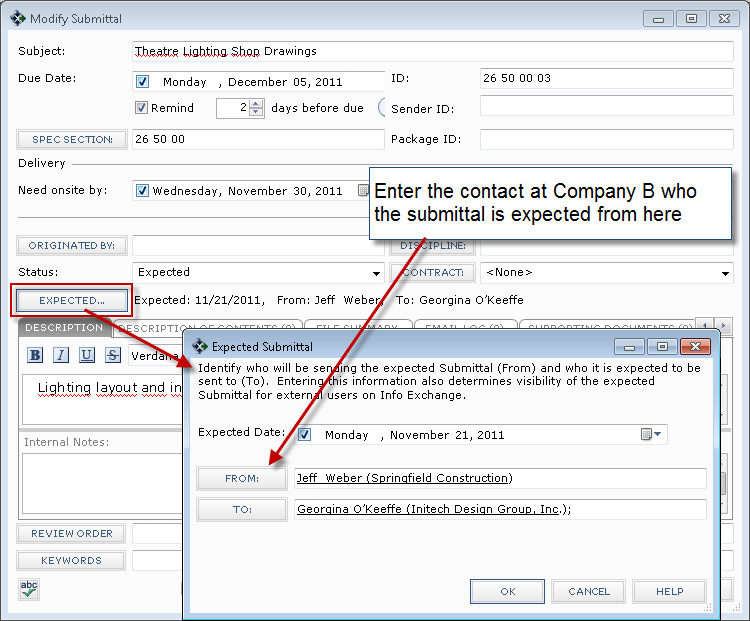 Modify Submittal
Subject: Theatre Lighting Shop Drawings
Due Date: Monday , December 05, 2011 ID: 26 50 00 03
Remind 2 days before due Sender ID:
SPEC SECTION: 26 50 00 Package ID:
Delivery
Need onsite by: Wednesday, November 30, 2011
Enter the contact at Company B who
the submittal is expected from here
ORIGINATED BY: DISCIPLINE:
Status: Expected CONTRACT: <None>
EXPECTED... Expected: 11/21/2011, From: Jeff Weber, To: Georgina O'Keeffe
DESCRIPTION DESCRIPTION OF CONTENTS (0) FILE SUMMARY EMAIL LOG (0) SUPPORTING DOCUMENTS (0)
B I U S Verdana
Lighting layout and in
Internal Notes:
REVIEW ORDER
KEYWORDS
abc
Expected Submittal
Identify who will be sending the expected Submittal (From) and who it is expected to be
sent to (To). Entering this information also determines visibility of the expected
Submittal for external users on Info Exchange.
Expected Date: Monday , November 21, 2011
FROM: Jeff Weber (Springfield Construction)
TO: Georgina O'Keeffe (Initech Design Group, Inc.);
OK CANCEL HELP